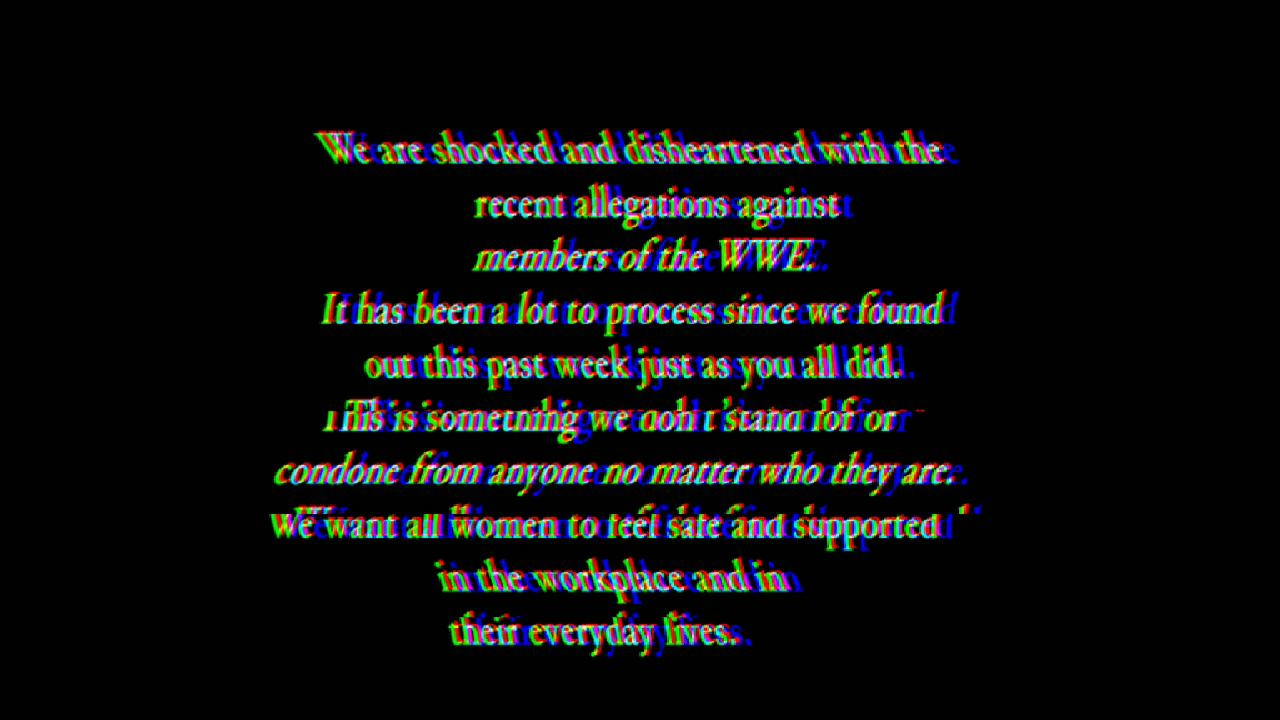 We are shocked and disheartened with the
recent allegations against
members of the WWE.
It has been a lot to process since we found
out this past week just as you all did.
This is something we don't stand for or
condone from anyone no matter who they are.
We want all women to feel safe and supported
in the workplace and in
their everyday lives.